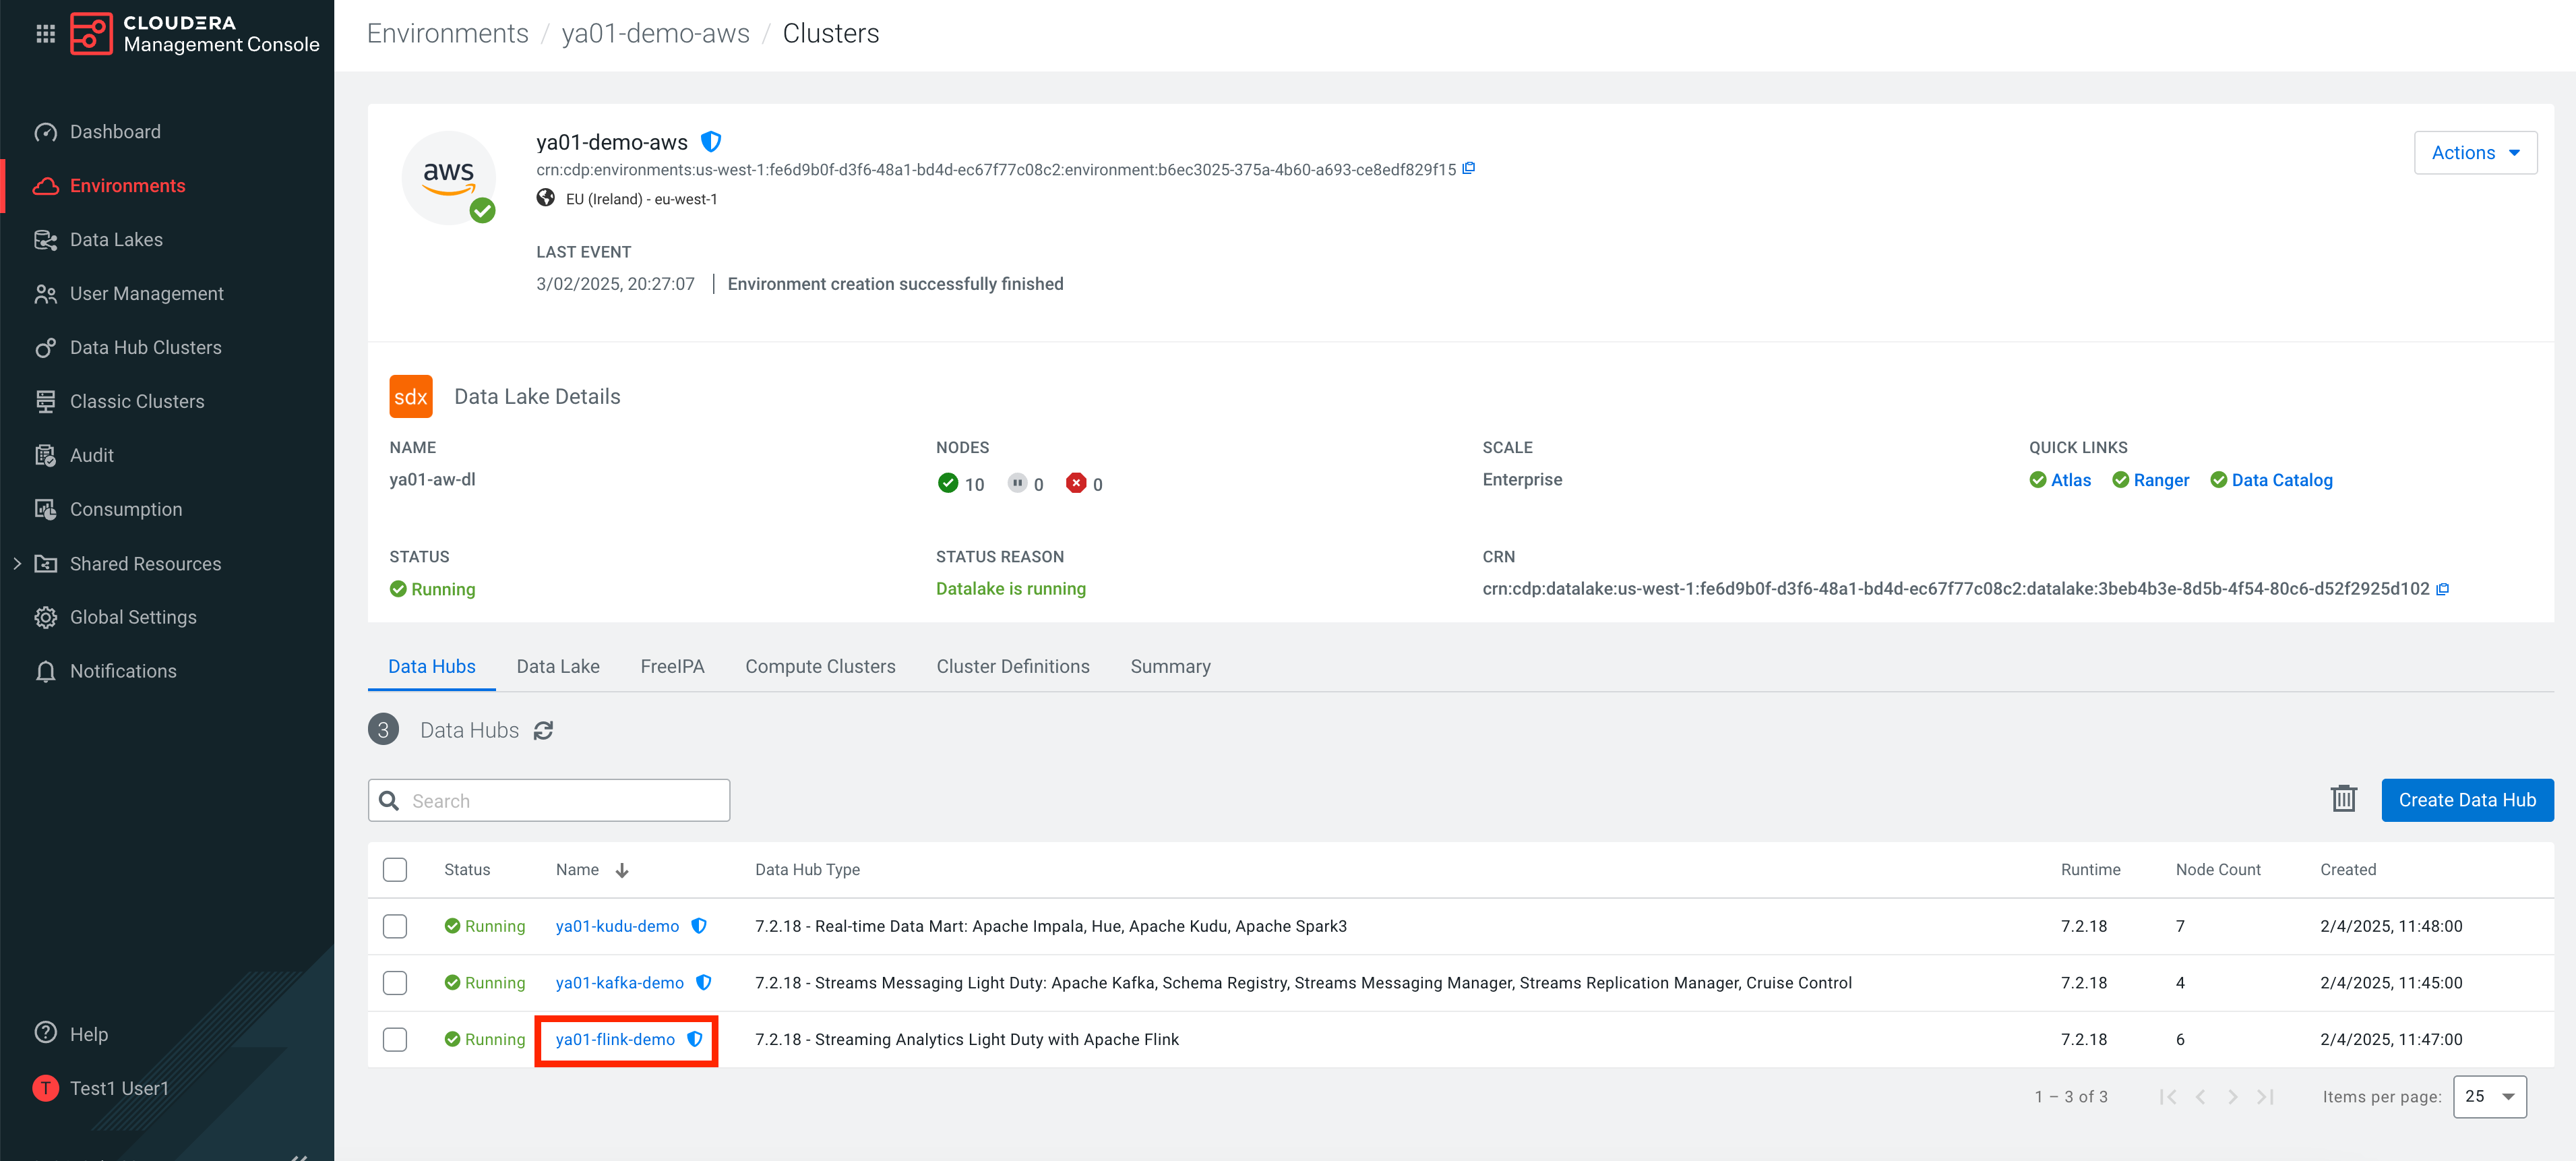 CLOUDERA
Management Console
Environments / ya01-demo-aws / Clusters
Dashboard
Environments
Data Lakes
User Management
Data Hub Clusters
Classic Clusters
Audit
Consumption
Shared Resources
Global Settings
Notifications
Help
T Test1 User1
aws
ya01-demo-aws
crn:cdp:environments:us-west-1:fe6d9b0f-d3f6-48a1-bd4d-ec67f77c08c2:environment:b6ec3025-375a-4b60-a693-ce8edf829f15
EU (Ireland) - eu-west-1
Actions
LAST EVENT
3/02/2025, 20:27:07 | Environment creation successfully finished
sdx Data Lake Details
NAME NODES SCALE QUICK LINKS
ya01-aw-dl 10 0 0 Enterprise Atlas Ranger Data Catalog
STATUS STATUS REASON CRN
Running Datalake is running crn:cdp:datalake:us-west-1:fe6d9b0f-d3f6-48a1-bd4d-ec67f77c08c2:datalake:3beb4b3e-8d5b-4f54-80c6-d52f2925d102
Data Hubs Data Lake FreeIPA Compute Clusters Cluster Definitions Summary
3 Data Hubs
Search
Create Data Hub
Status Name Data Hub Type Runtime Node Count Created
Running ya01-kudu-demo 7.2.18 - Real-time Data Mart: Apache Impala, Hue, Apache Kudu, Apache Spark3 7.2.18 7 2/4/2025, 11:48:00
Running ya01-kafka-demo 7.2.18 - Streams Messaging Light Duty: Apache Kafka, Schema Registry, Streams Messaging Manager, Streams Replication Manager, Cruise Control 7.2.18 4 2/4/2025, 11:45:00
Running ya01-flink-demo 7.2.18 - Streaming Analytics Light Duty with Apache Flink 7.2.18 6 2/4/2025, 11:47:00
1 – 3 of 3 Items per page: 25